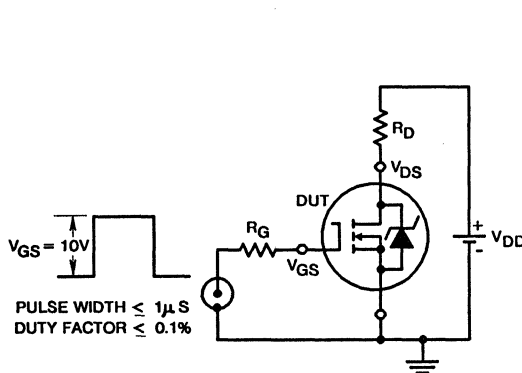 R_D
V_DS
DUT
R_G
V_GS = 10V
V_GS
+
-
V_DD
PULSE WIDTH ≤ 1μS
DUTY FACTOR ≤ 0.1%